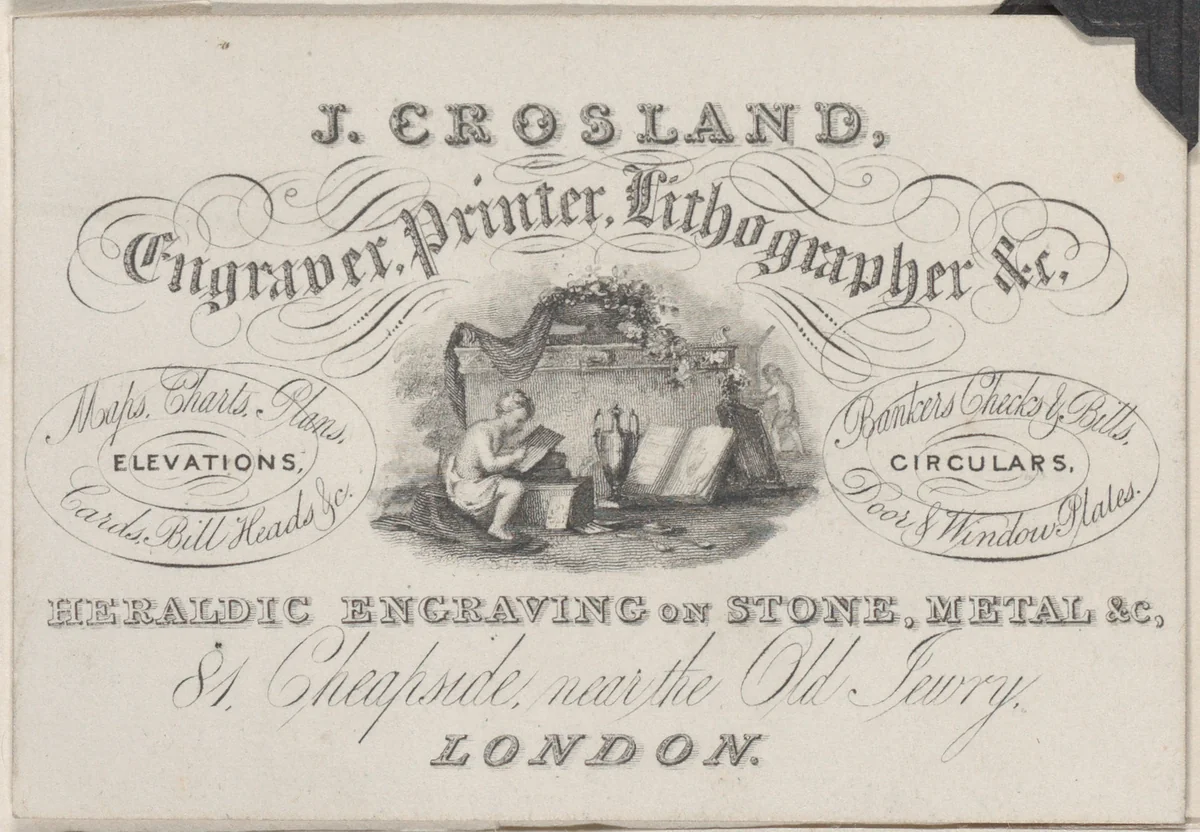 J. CROSLAND,
Engraver, Printer, Lithographer &c.
Maps, Charts, Plans,
ELEVATIONS,
Cards, Bill Heads &c.
Bankers Checks & Bills,
CIRCULARS,
Door & Window Plates.
HERALDIC ENGRAVING ON STONE, METAL &c,
81, Cheapside, near the Old Jewry,
LONDON.